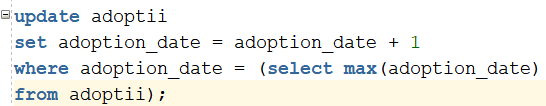 update adoptii
set adoption_date = adoption_date + 1
where adoption_date = (select max(adoption_date)
from adoptii);